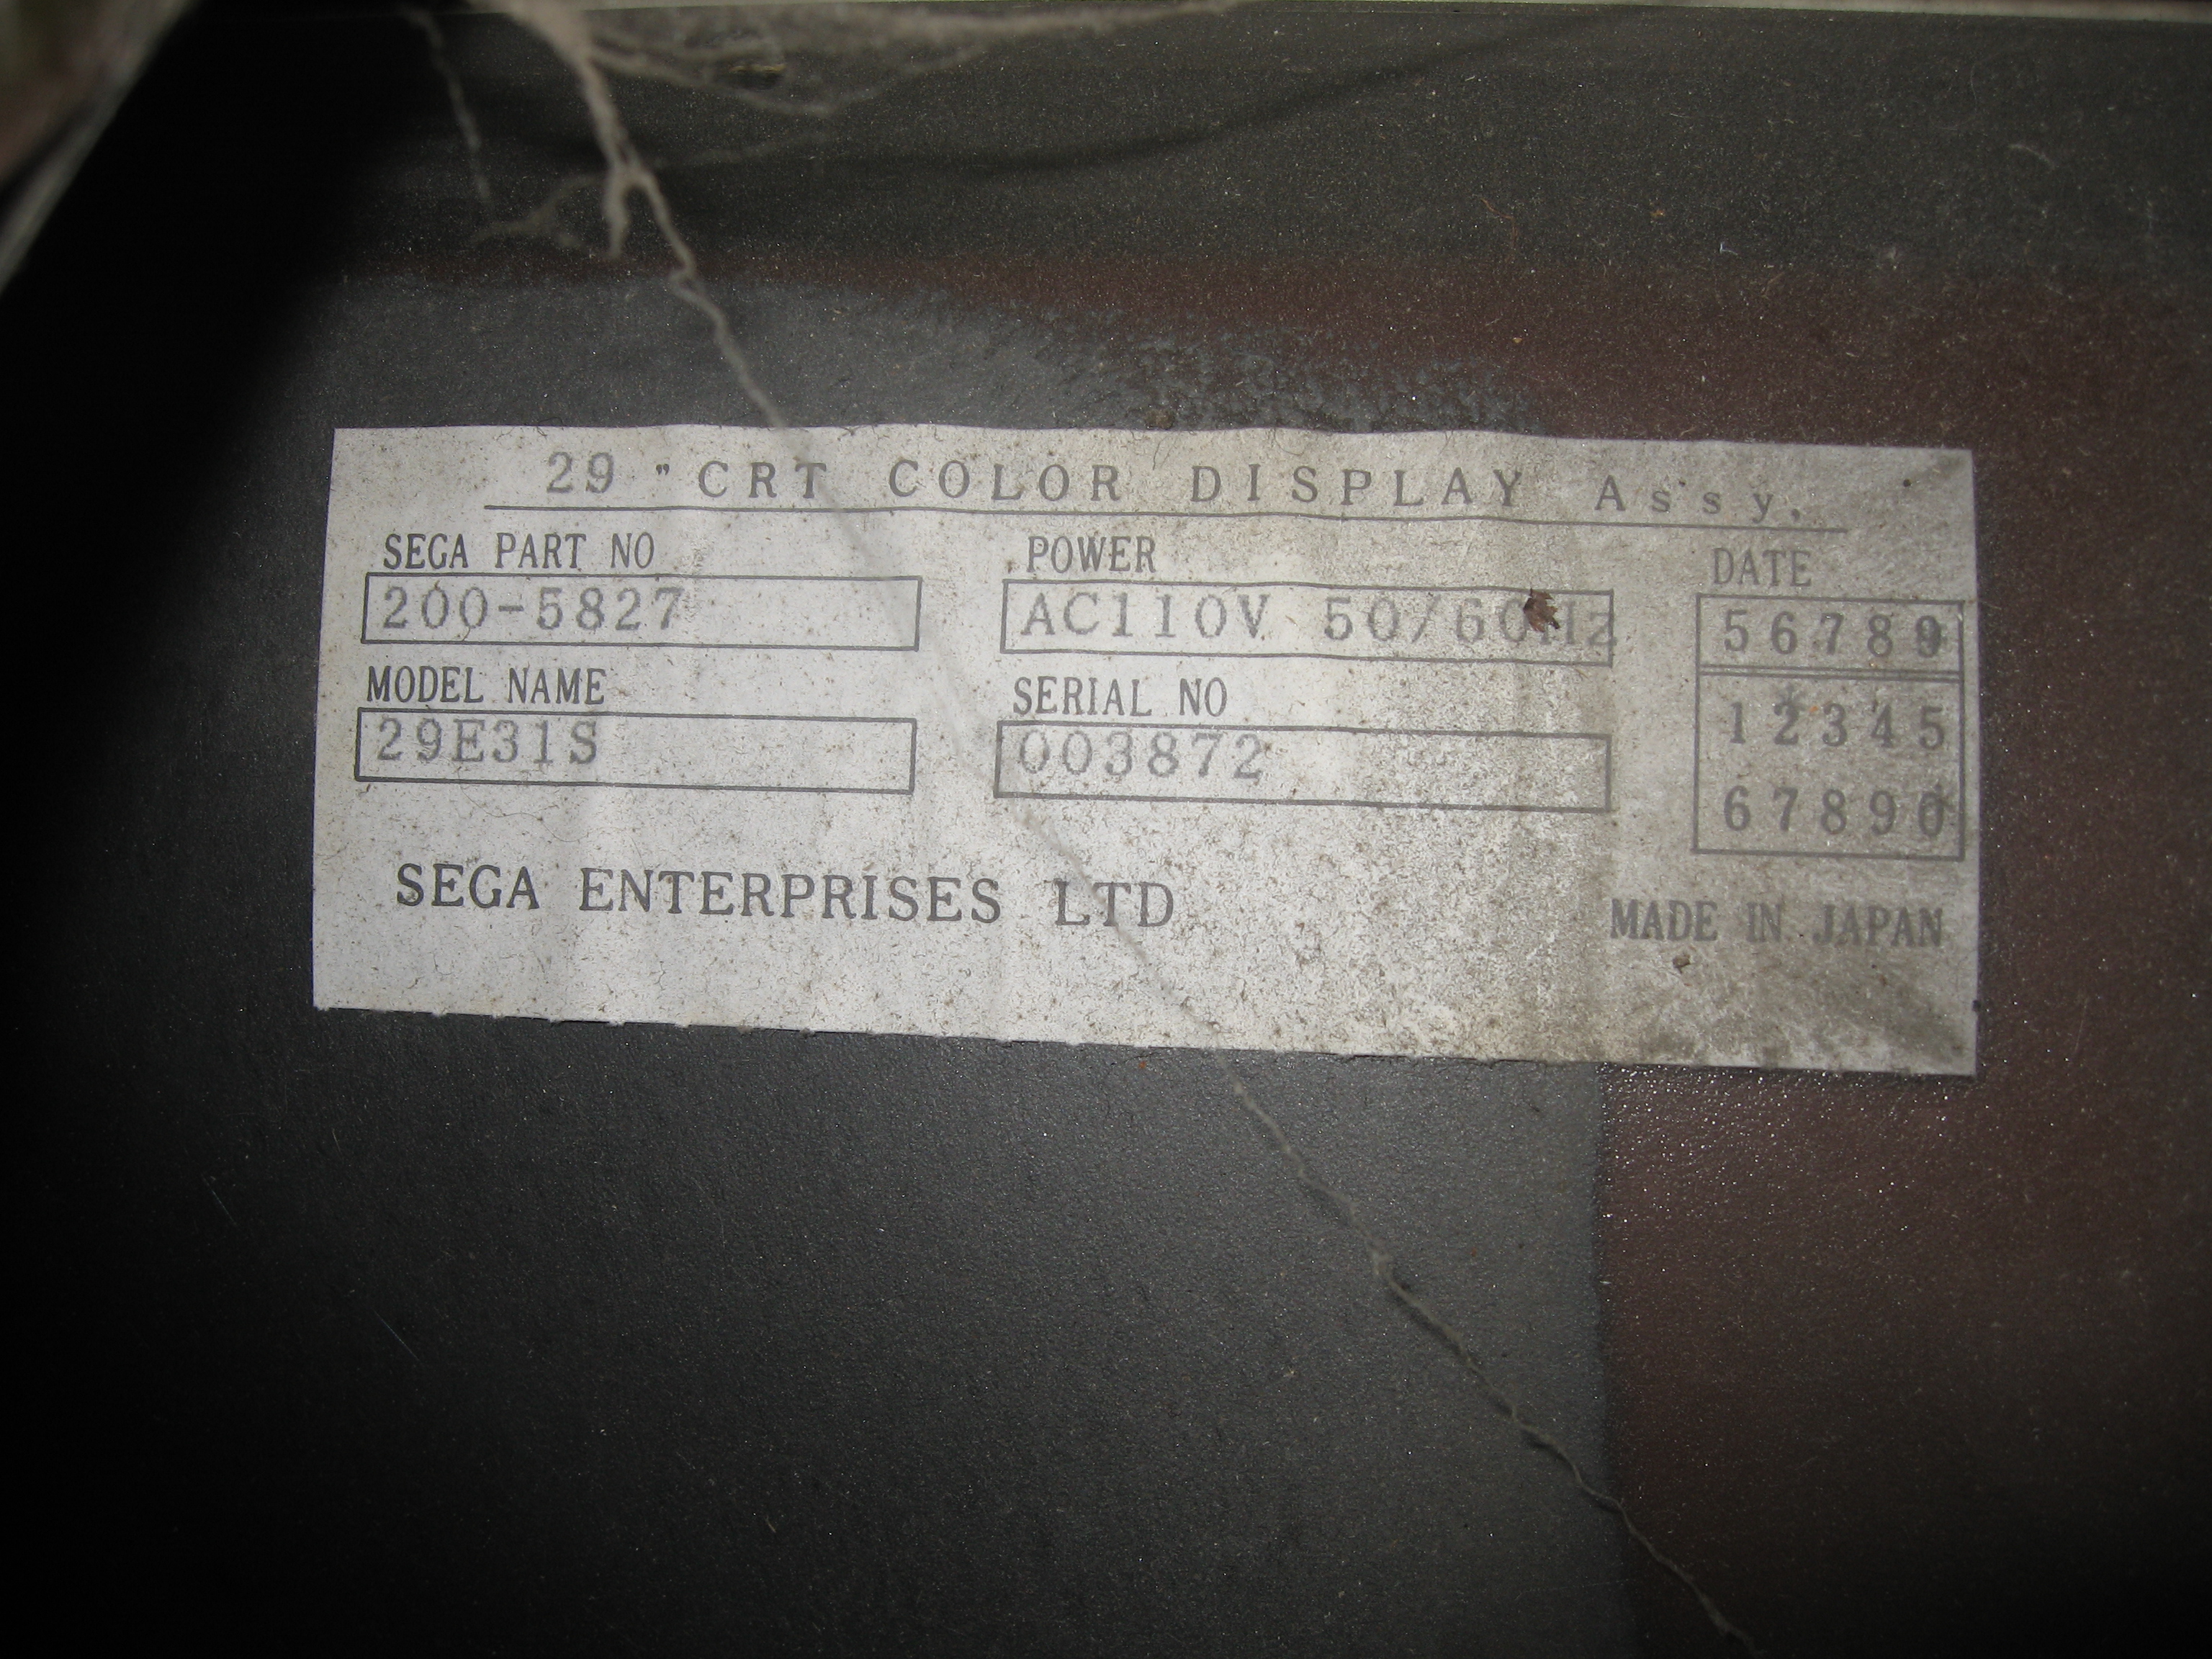 29 "CRT COLOR DISPLAY Assy.
SEGA PART NO
200-5827
POWER
AC110V 50/60Hz
DATE
56789
12345
67890
MODEL NAME
29E31S
SERIAL NO
003872
SEGA ENTERPRISES LTD
MADE IN JAPAN